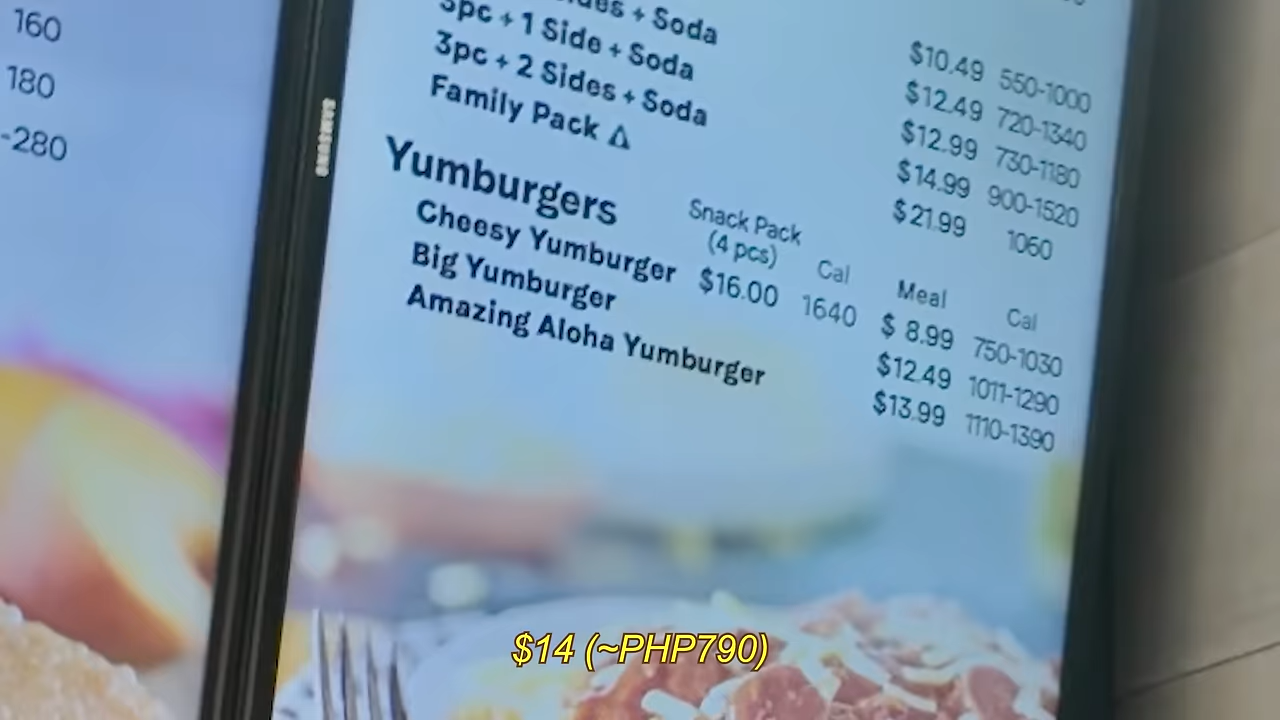 160
180
-280
SAMSUNG
+ Soda
3pc + 1 Side + Soda
3pc + 2 Sides + Soda
Family Pack
$10.49 550-1000
$12.49 720-1340
$12.99 730-1180
$14.99 900-1520
$21.99 1060
Yumburgers
Snack Pack
(4 pcs) Cal Meal Cal
Cheesy Yumburger $16.00 1640 $ 8.99 750-1030
Big Yumburger $12.49 1011-1290
Amazing Aloha Yumburger $13.99 1110-1390
$14 (~PHP790)